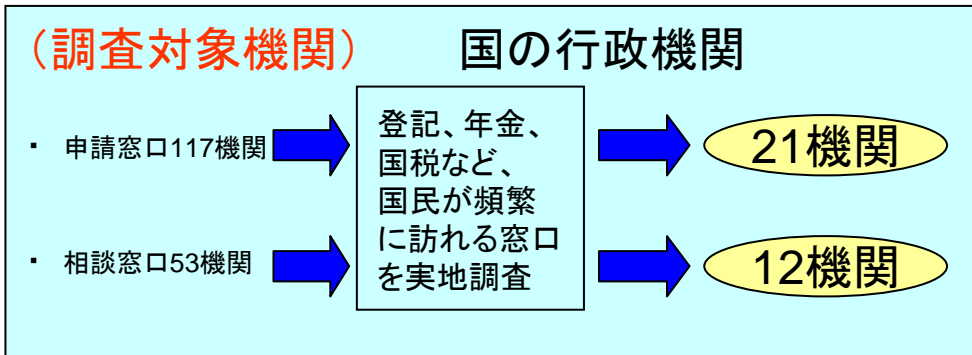 (調査対象機関) 国の行政機関
・ 申請窓口117機関
登記、年金、
国税など、
国民が頻繁
に訪れる窓口
を実地調査
21機関
・ 相談窓口53機関
12機関